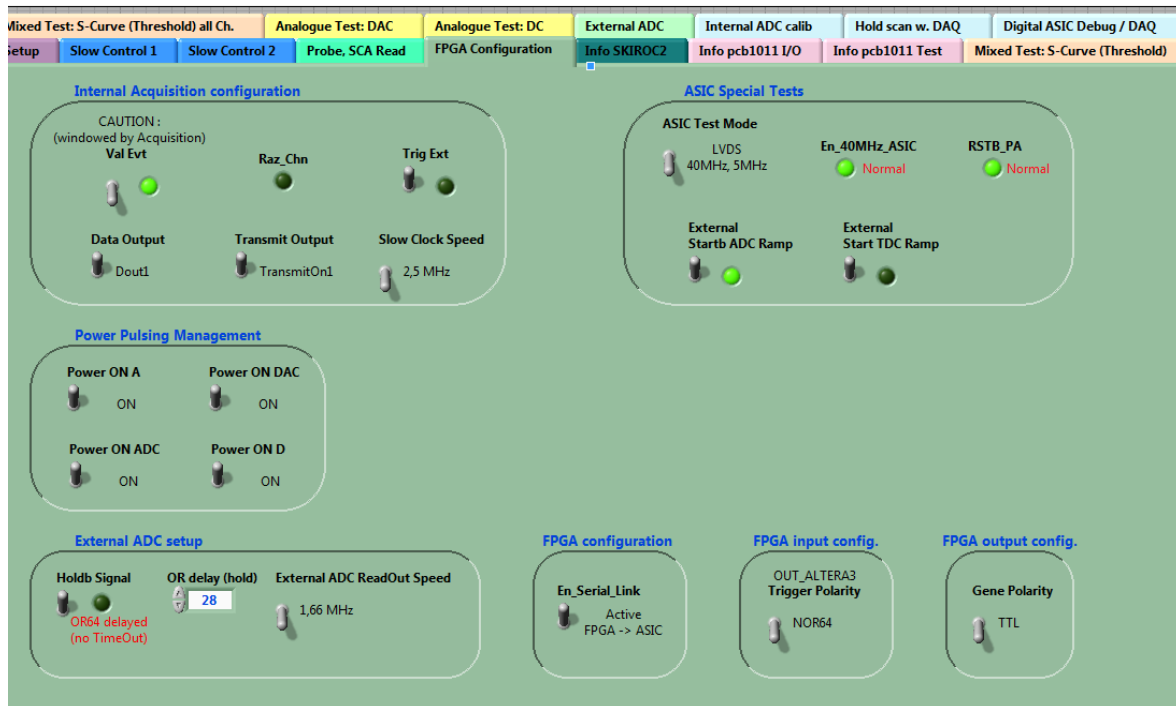 Mixed Test: S-Curve (Threshold) all Ch. Analogue Test: DAC Analogue Test: DC External ADC Internal ADC calib Hold scan w. DAQ Digital ASIC Debug / DAQ
Setup Slow Control 1 Slow Control 2 Probe, SCA Read FPGA Configuration Info SKIROC2 Info pcb1011 I/O Info pcb1011 Test Mixed Test: S-Curve (Threshold)
Internal Acquisition configuration
CAUTION :
(windowed by Acquisition)
Val Evt
Raz_Chn
Trig Ext
Data Output
Dout1
Transmit Output
TransmitOn1
Slow Clock Speed
2,5 MHz
ASIC Special Tests
ASIC Test Mode
LVDS
40MHz, 5MHz
En_40MHz_ASIC
Normal
RSTB_PA
Normal
External
Startb ADC Ramp
External
Start TDC Ramp
Power Pulsing Management
Power ON A
ON
Power ON DAC
ON
Power ON ADC
ON
Power ON D
ON
External ADC setup
Holdb Signal
OR64 delayed
(no TimeOut)
OR delay (hold)
28
External ADC ReadOut Speed
1,66 MHz
FPGA configuration
En_Serial_Link
Active
FPGA -> ASIC
FPGA input config.
OUT_ALTERA3
Trigger Polarity
NOR64
FPGA output config.
Gene Polarity
TTL